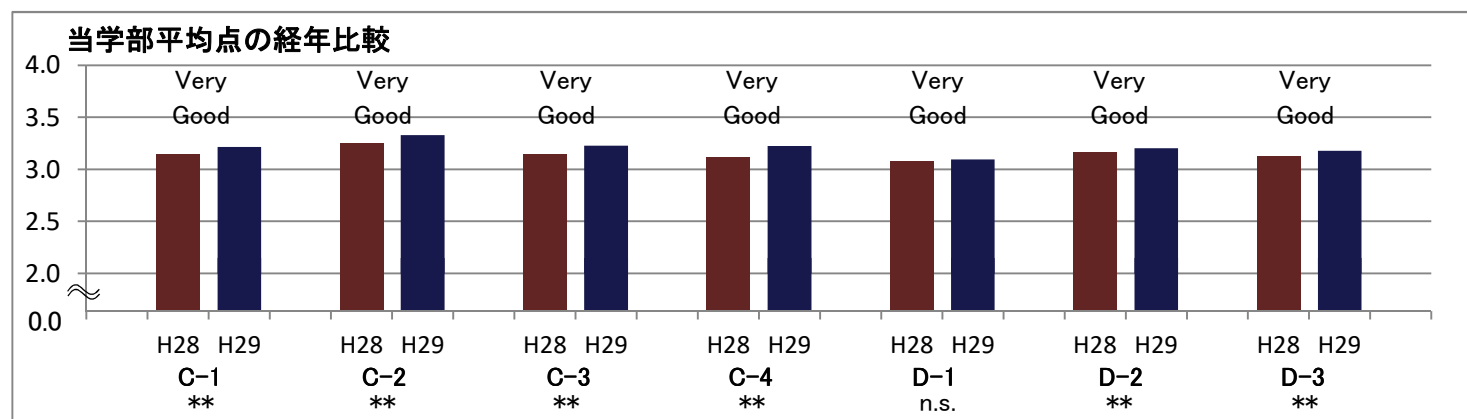 当学部平均点の経年比較
4.0
3.5
3.0
2.5
2.0
0.0
Very Good
Very Good
Very Good
Very Good
Very Good
Very Good
Very Good
H28 H29 H28 H29 H28 H29 H28 H29 H28 H29 H28 H29 H28 H29
C-1 C-2 C-3 C-4 D-1 D-2 D-3
** ** ** ** n.s. ** **